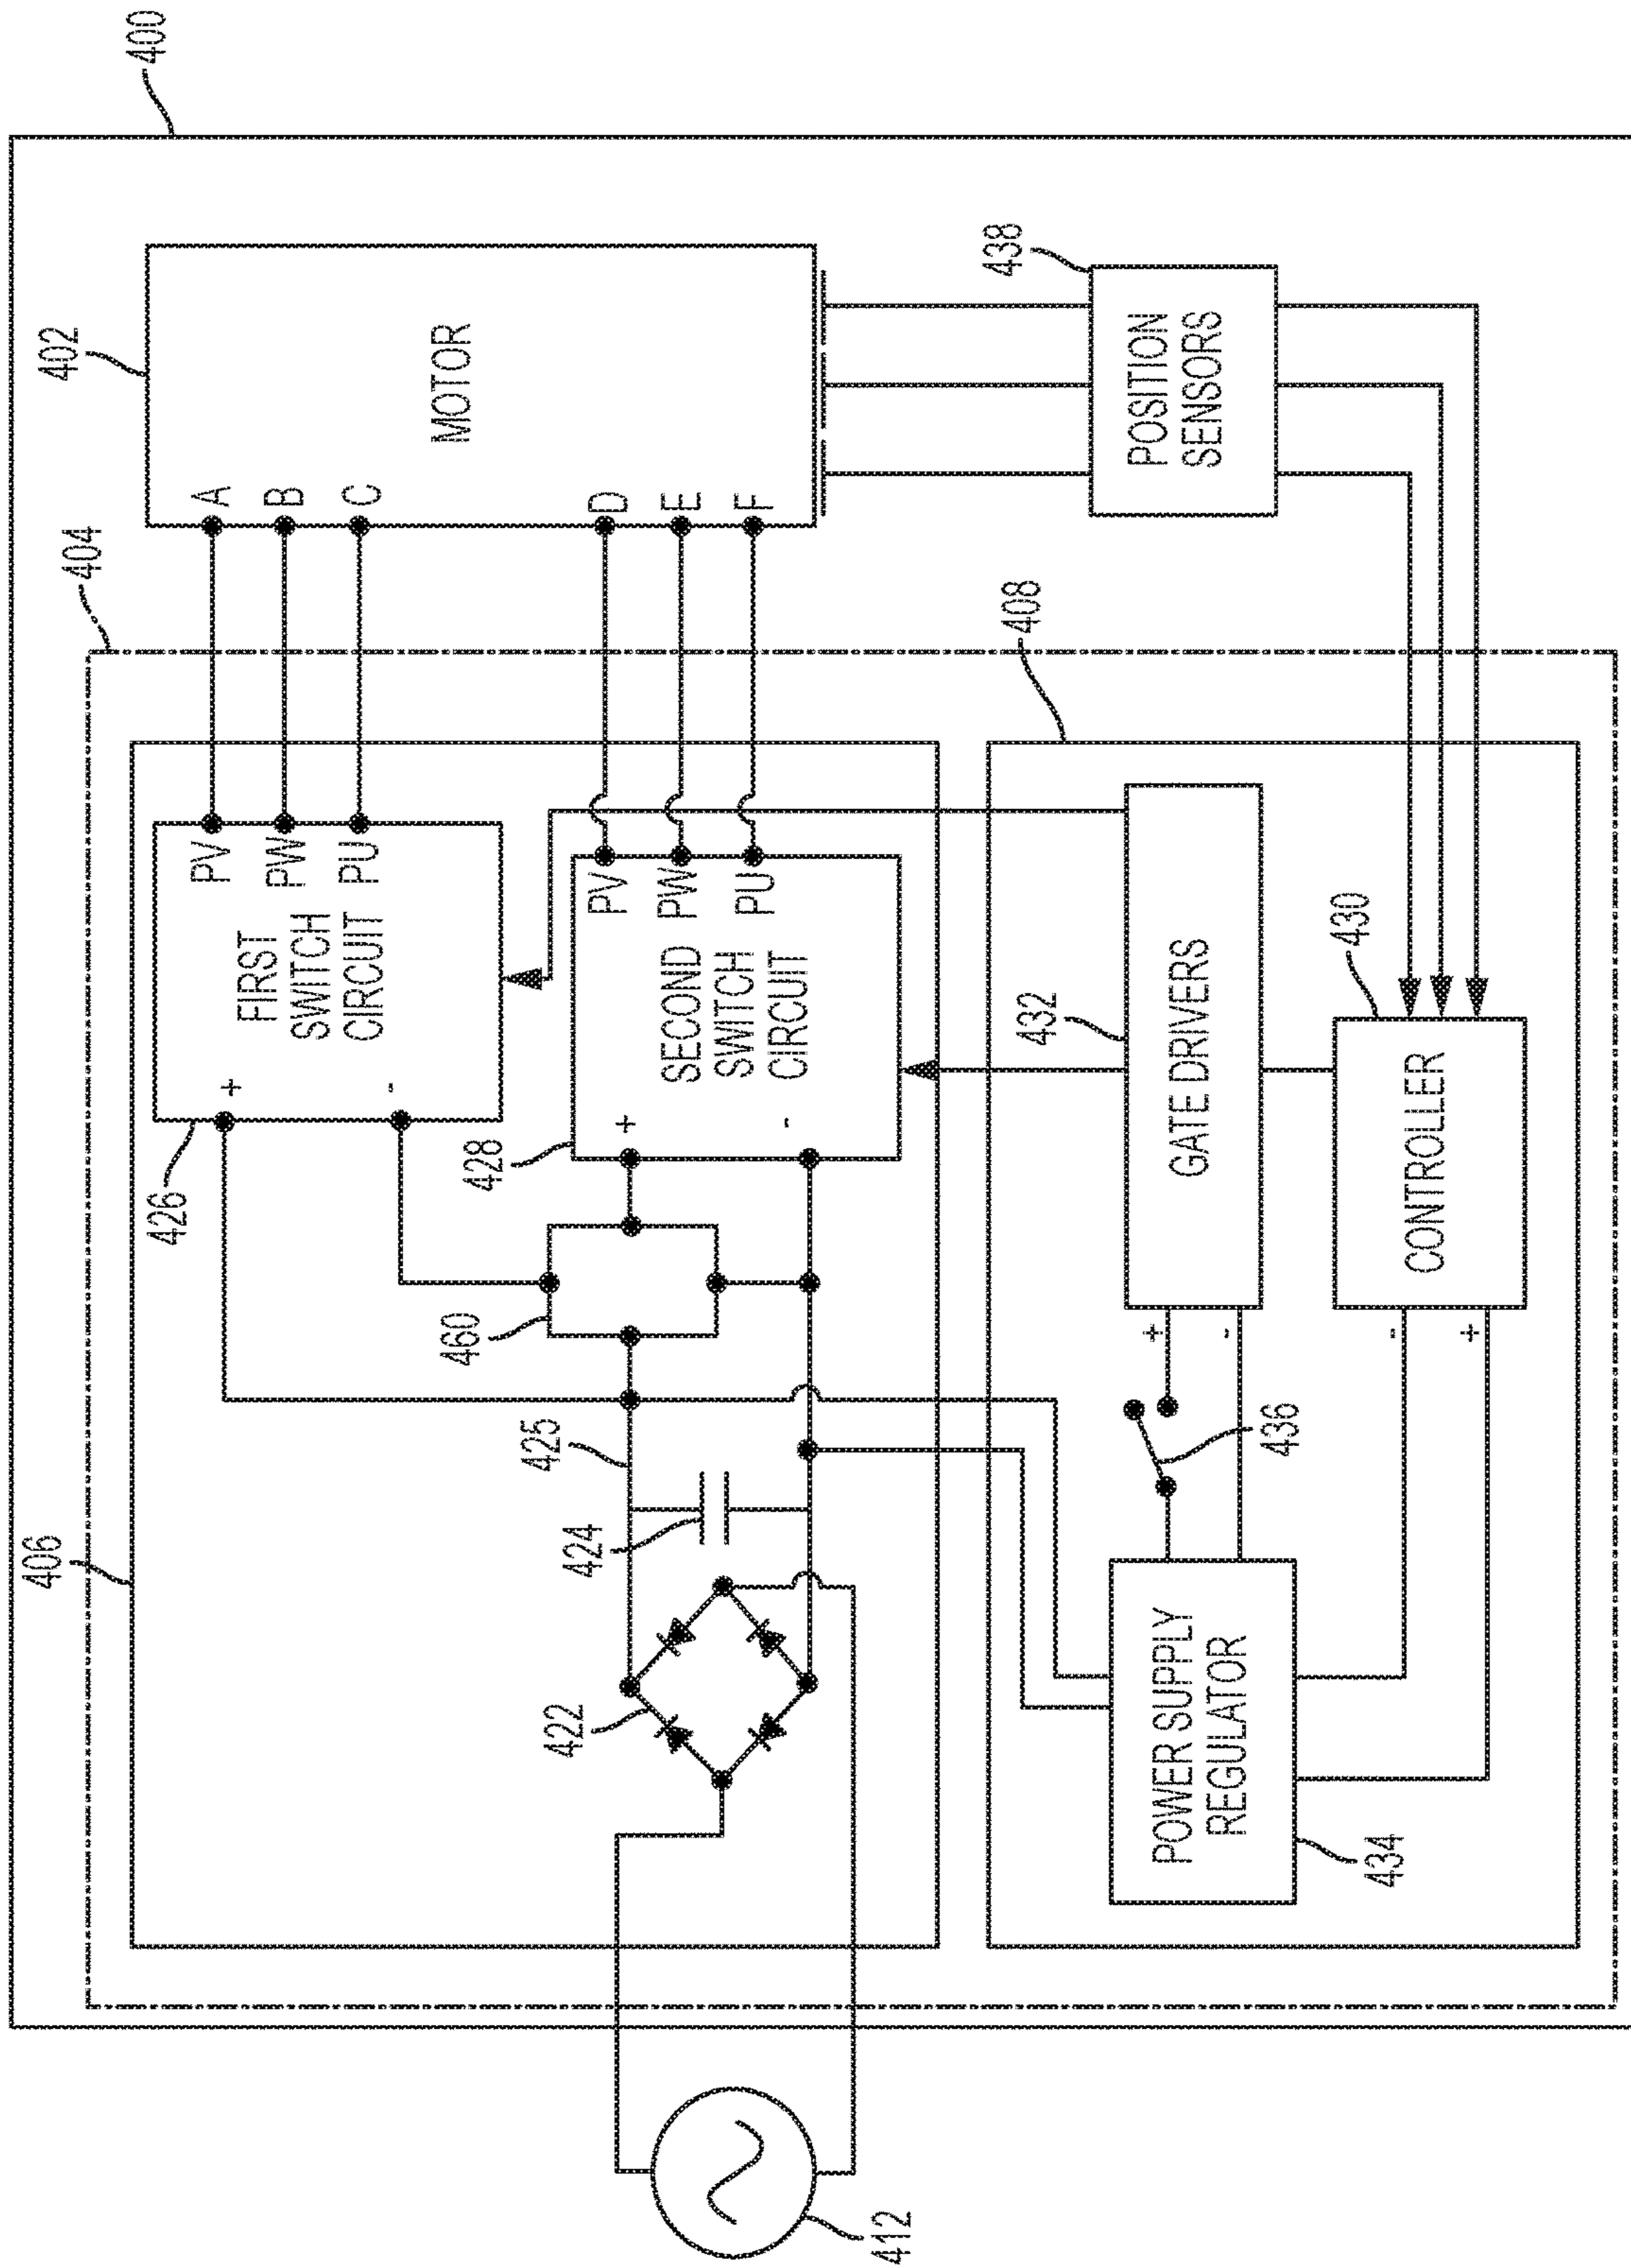 400
402
404
MOTOR
A
B
C
D
E
F
438
POSITION
SENSORS
408
406
426
PV
PW
PU
FIRST
SWITCH
CIRCUIT
+
-
428
PV
PW
PU
SECOND
SWITCH
CIRCUIT
+
-
460
425
424
422
412
432
GATE DRIVERS
+
-
430
CONTROLLER
-
+
436
POWER SUPPLY
REGULATOR
434